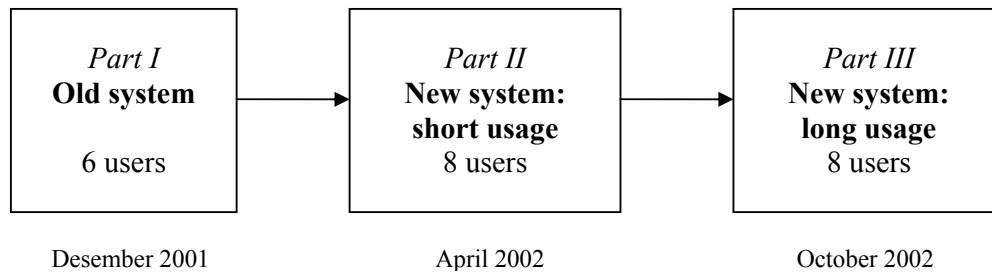 Part I
Old system
6 users
Part II
New system:
short usage
8 users
Part III
New system:
long usage
8 users
Desember 2001
April 2002
October 2002